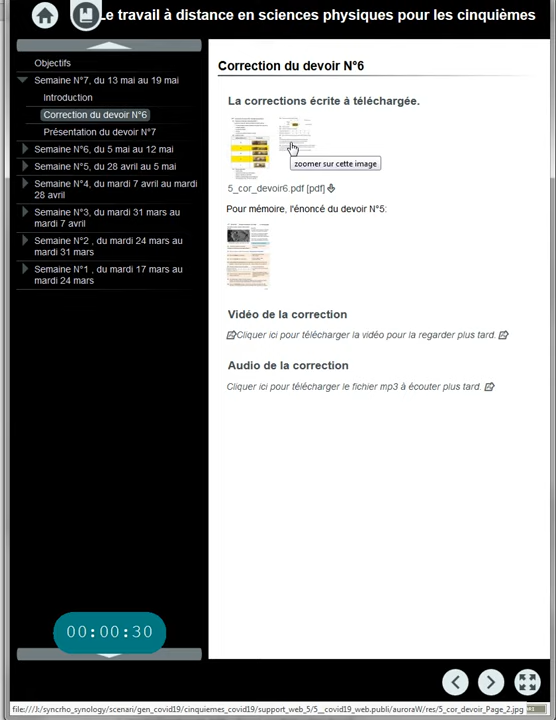 Le travail à distance en sciences physiques pour les cinquièmes
Objectifs
Semaine N°7, du 13 mai au 19 mai
Introduction
Correction du devoir N°6
Présentation du devoir N°7
Semaine N°6, du 5 mai au 12 mai
Semaine N°5, du 28 avril au 5 mai
Semaine N°4, du mardi 7 avril au mardi
28 avril
Semaine N°3, du mardi 31 mars au
mardi 7 avril
Semaine N°2 , du mardi 24 mars au
mardi 31 mars
Semaine N°1 , du mardi 17 mars au
mardi 24 mars
Correction du devoir N°6
La corrections écrite à téléchargée.
zoomer sur cette image
5_cor_devoir6.pdf [pdf]
Pour mémoire, l'énoncé du devoir N°5:
Vidéo de la correction
Cliquer ici pour télécharger la vidéo pour la regarder plus tard.
Audio de la correction
Cliquer ici pour télécharger le fichier mp3 à écouter plus tard.
00:00:30
file:///J:/syncrho_synology/scenari/gen_covid19/cinquiemes_covid19/support_web_5/5__covid19_web.publi/auroraW/res/5_cor_devoir_Page_2.jpg